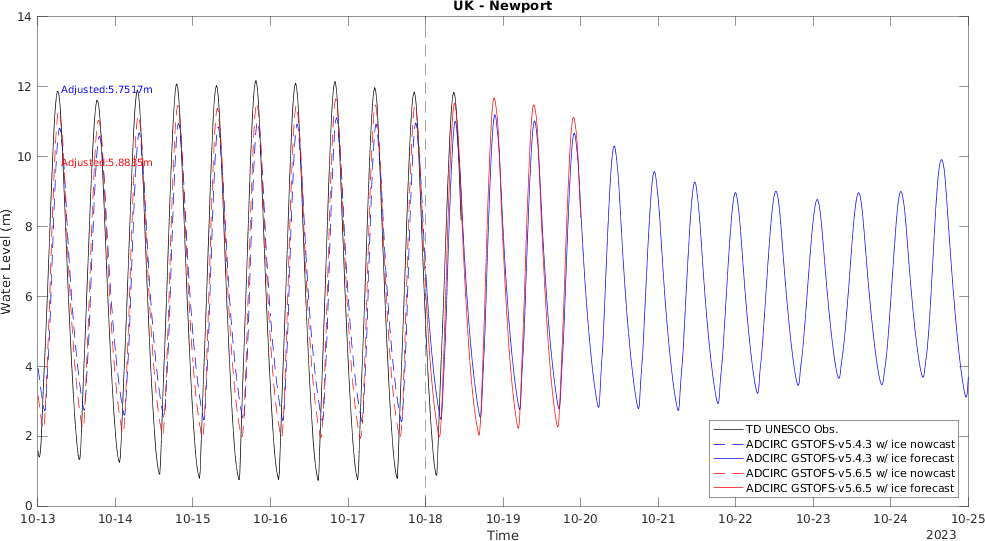 UK - Newport
14
12
10
8
6
4
2
0
Water Level (m)
Adjusted:5.7517m
Adjusted:5.8835m
TD UNESCO Obs.
ADCIRC GSTOFS-v5.4.3 w/ ice nowcast
ADCIRC GSTOFS-v5.4.3 w/ ice forecast
ADCIRC GSTOFS-v5.6.5 w/ ice nowcast
ADCIRC GSTOFS-v5.6.5 w/ ice forecast
10-13 10-14 10-15 10-16 10-17 10-18 10-19 10-20 10-21 10-22 10-23 10-24 10-25
Time
2023